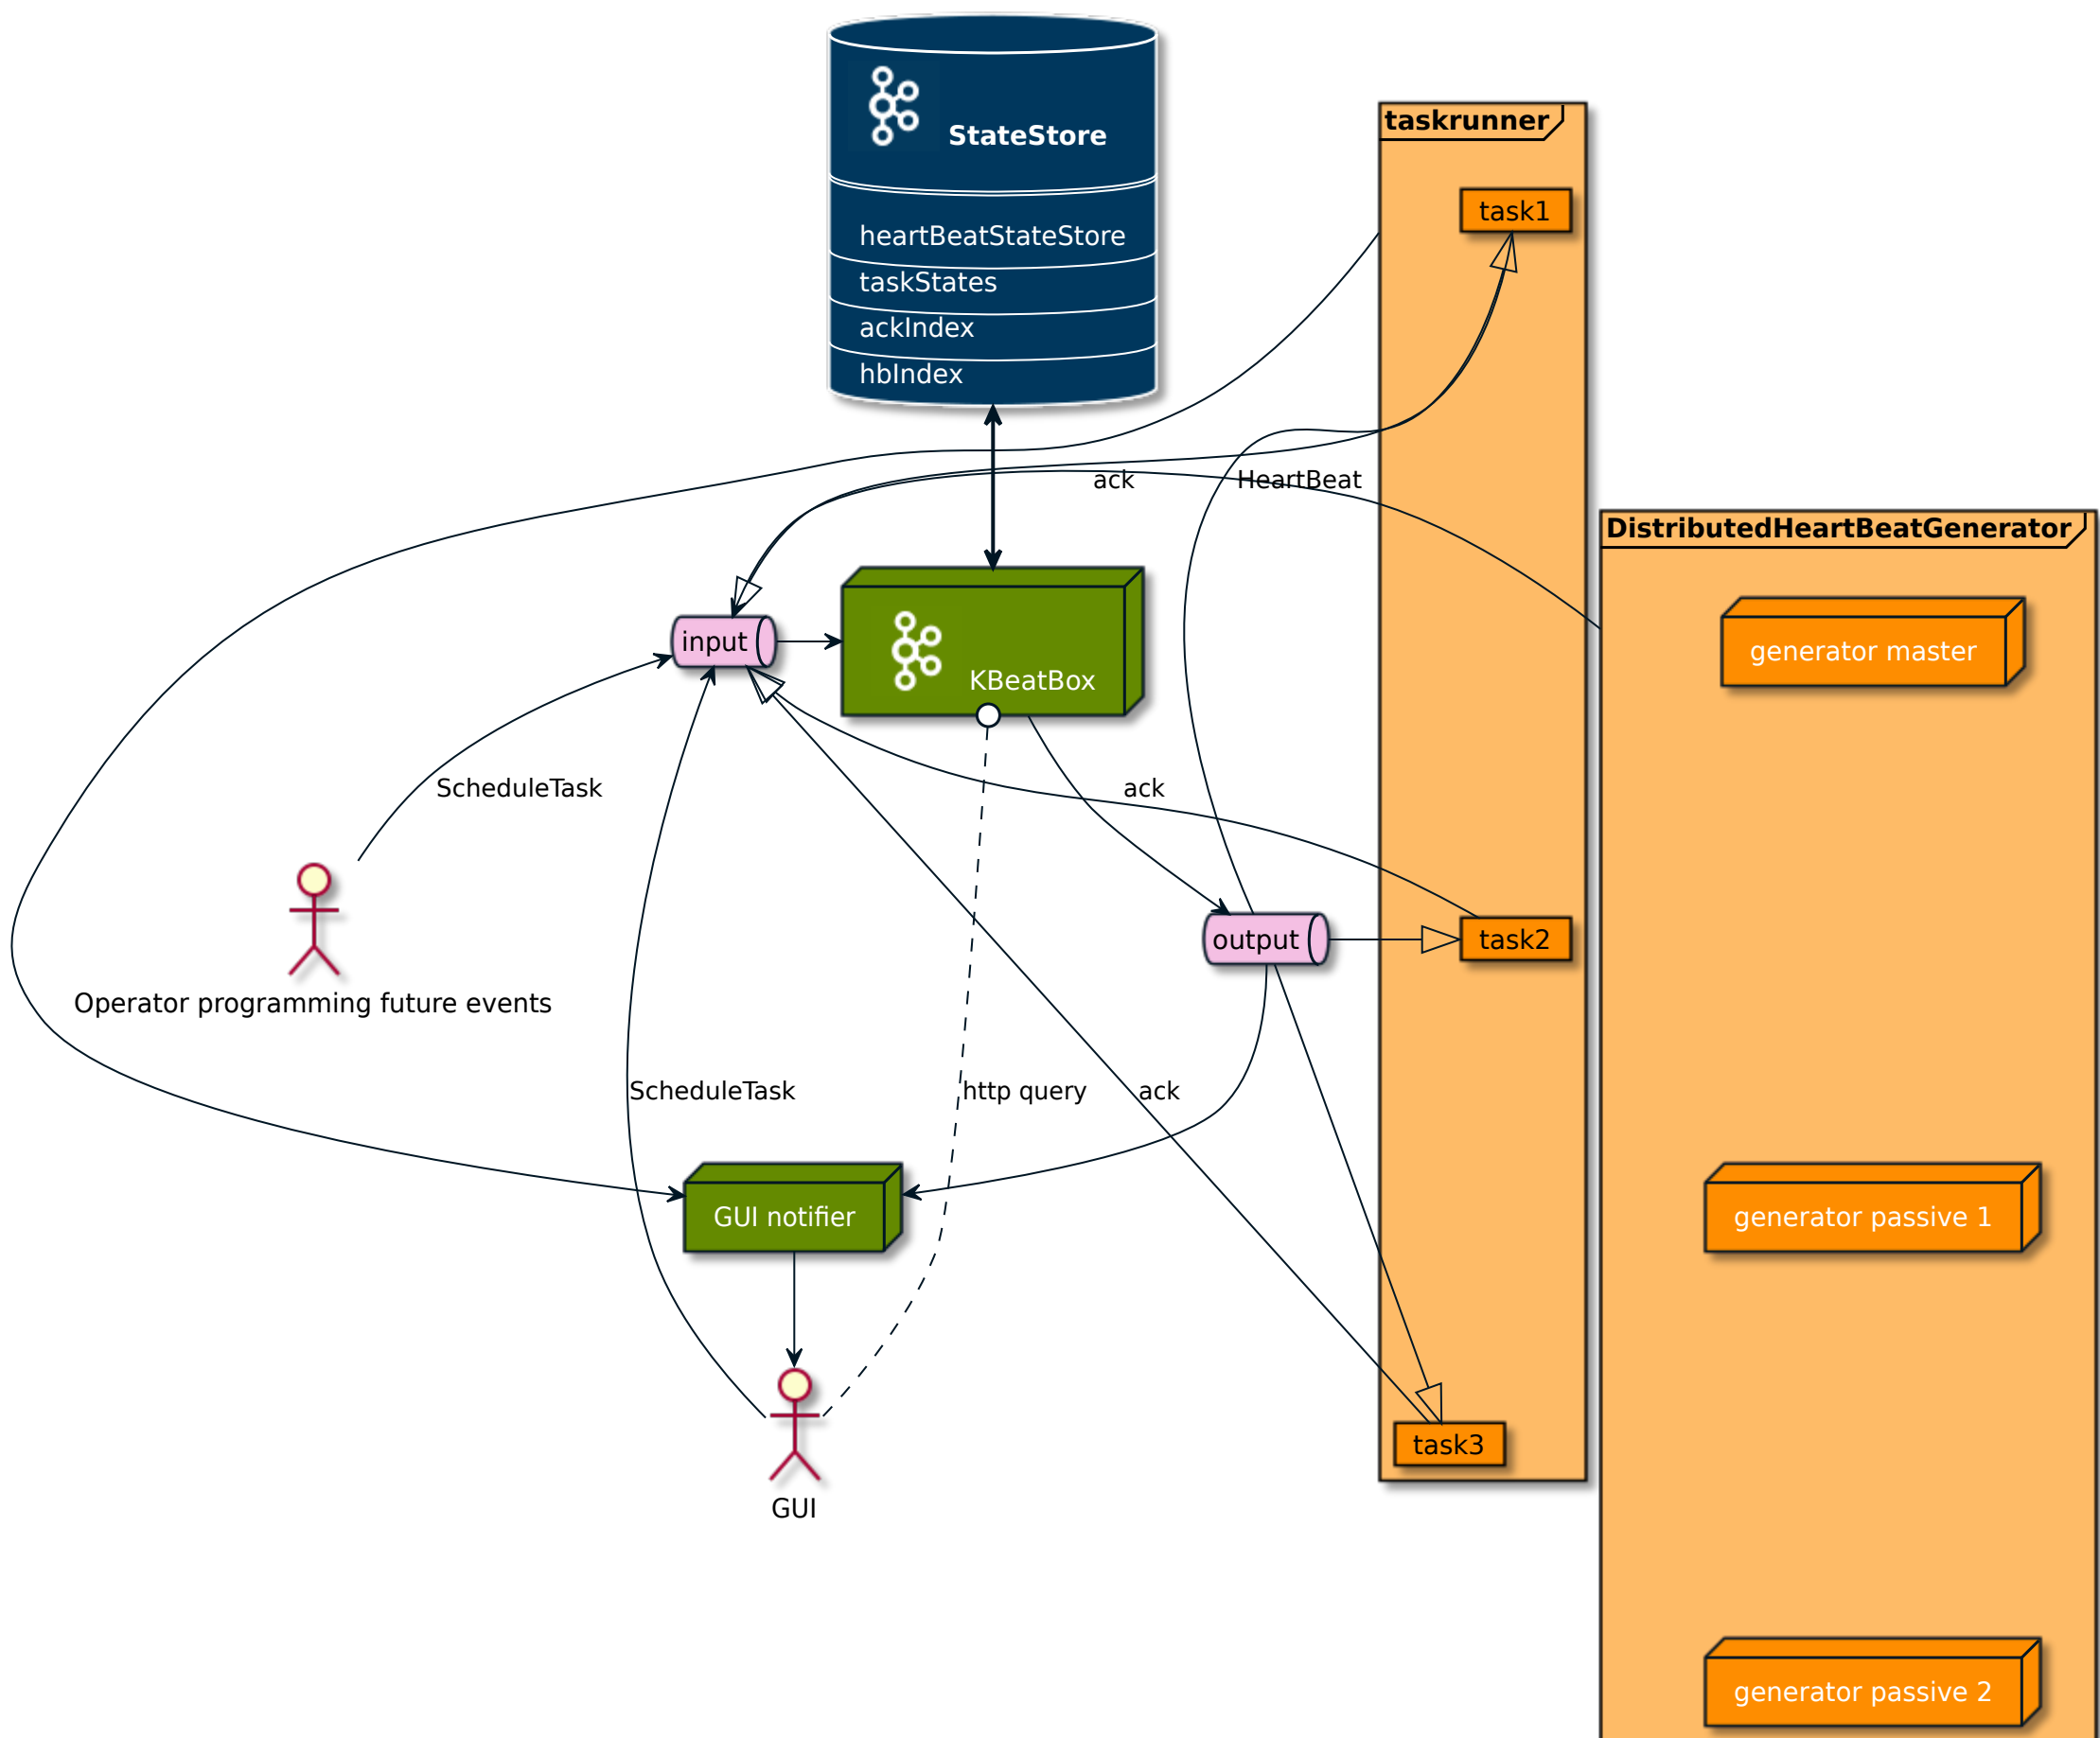 StateStore
heartBeatStateStore
taskStates
ackIndex
hbIndex
taskrunner
task1
ack
HeartBeat
DistributedHeartBeatGenerator
input
KBeatBox
generator master
ScheduleTask
ack
output
task2
Operator programming future events
ScheduleTask
http query
ack
GUI notifier
generator passive 1
task3
GUI
generator passive 2